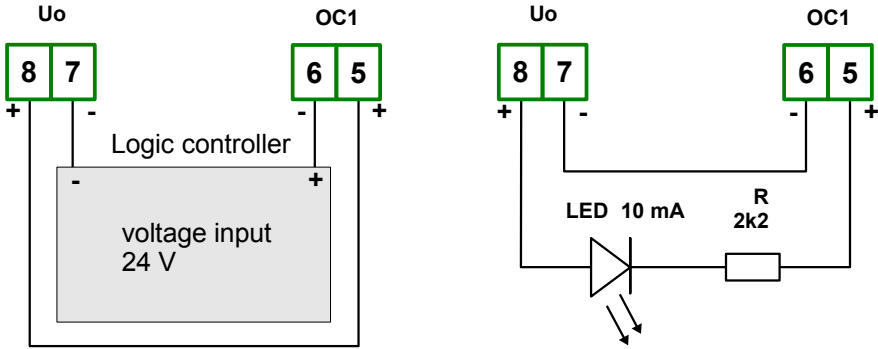 Uo OC1
8 7 6 5
+ - - +
Logic controller
- +
voltage input
24 V
Uo OC1
8 7 6 5
+ - - +
LED 10 mA
R
2k2